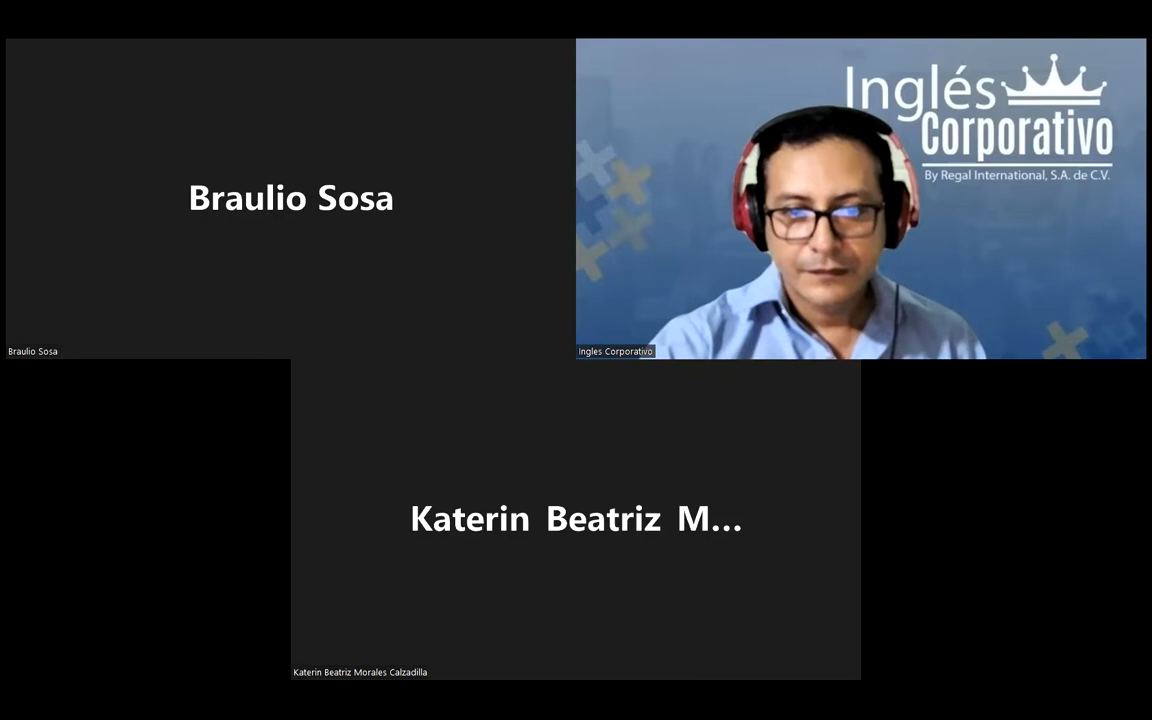 Braulio Sosa
Braulio Sosa
Inglés
Corporativo
By Regal International, S.A. de C.V.
Ingles Corporativo
Katerin Beatriz M...
Katerin Beatriz Morales Calzadilla